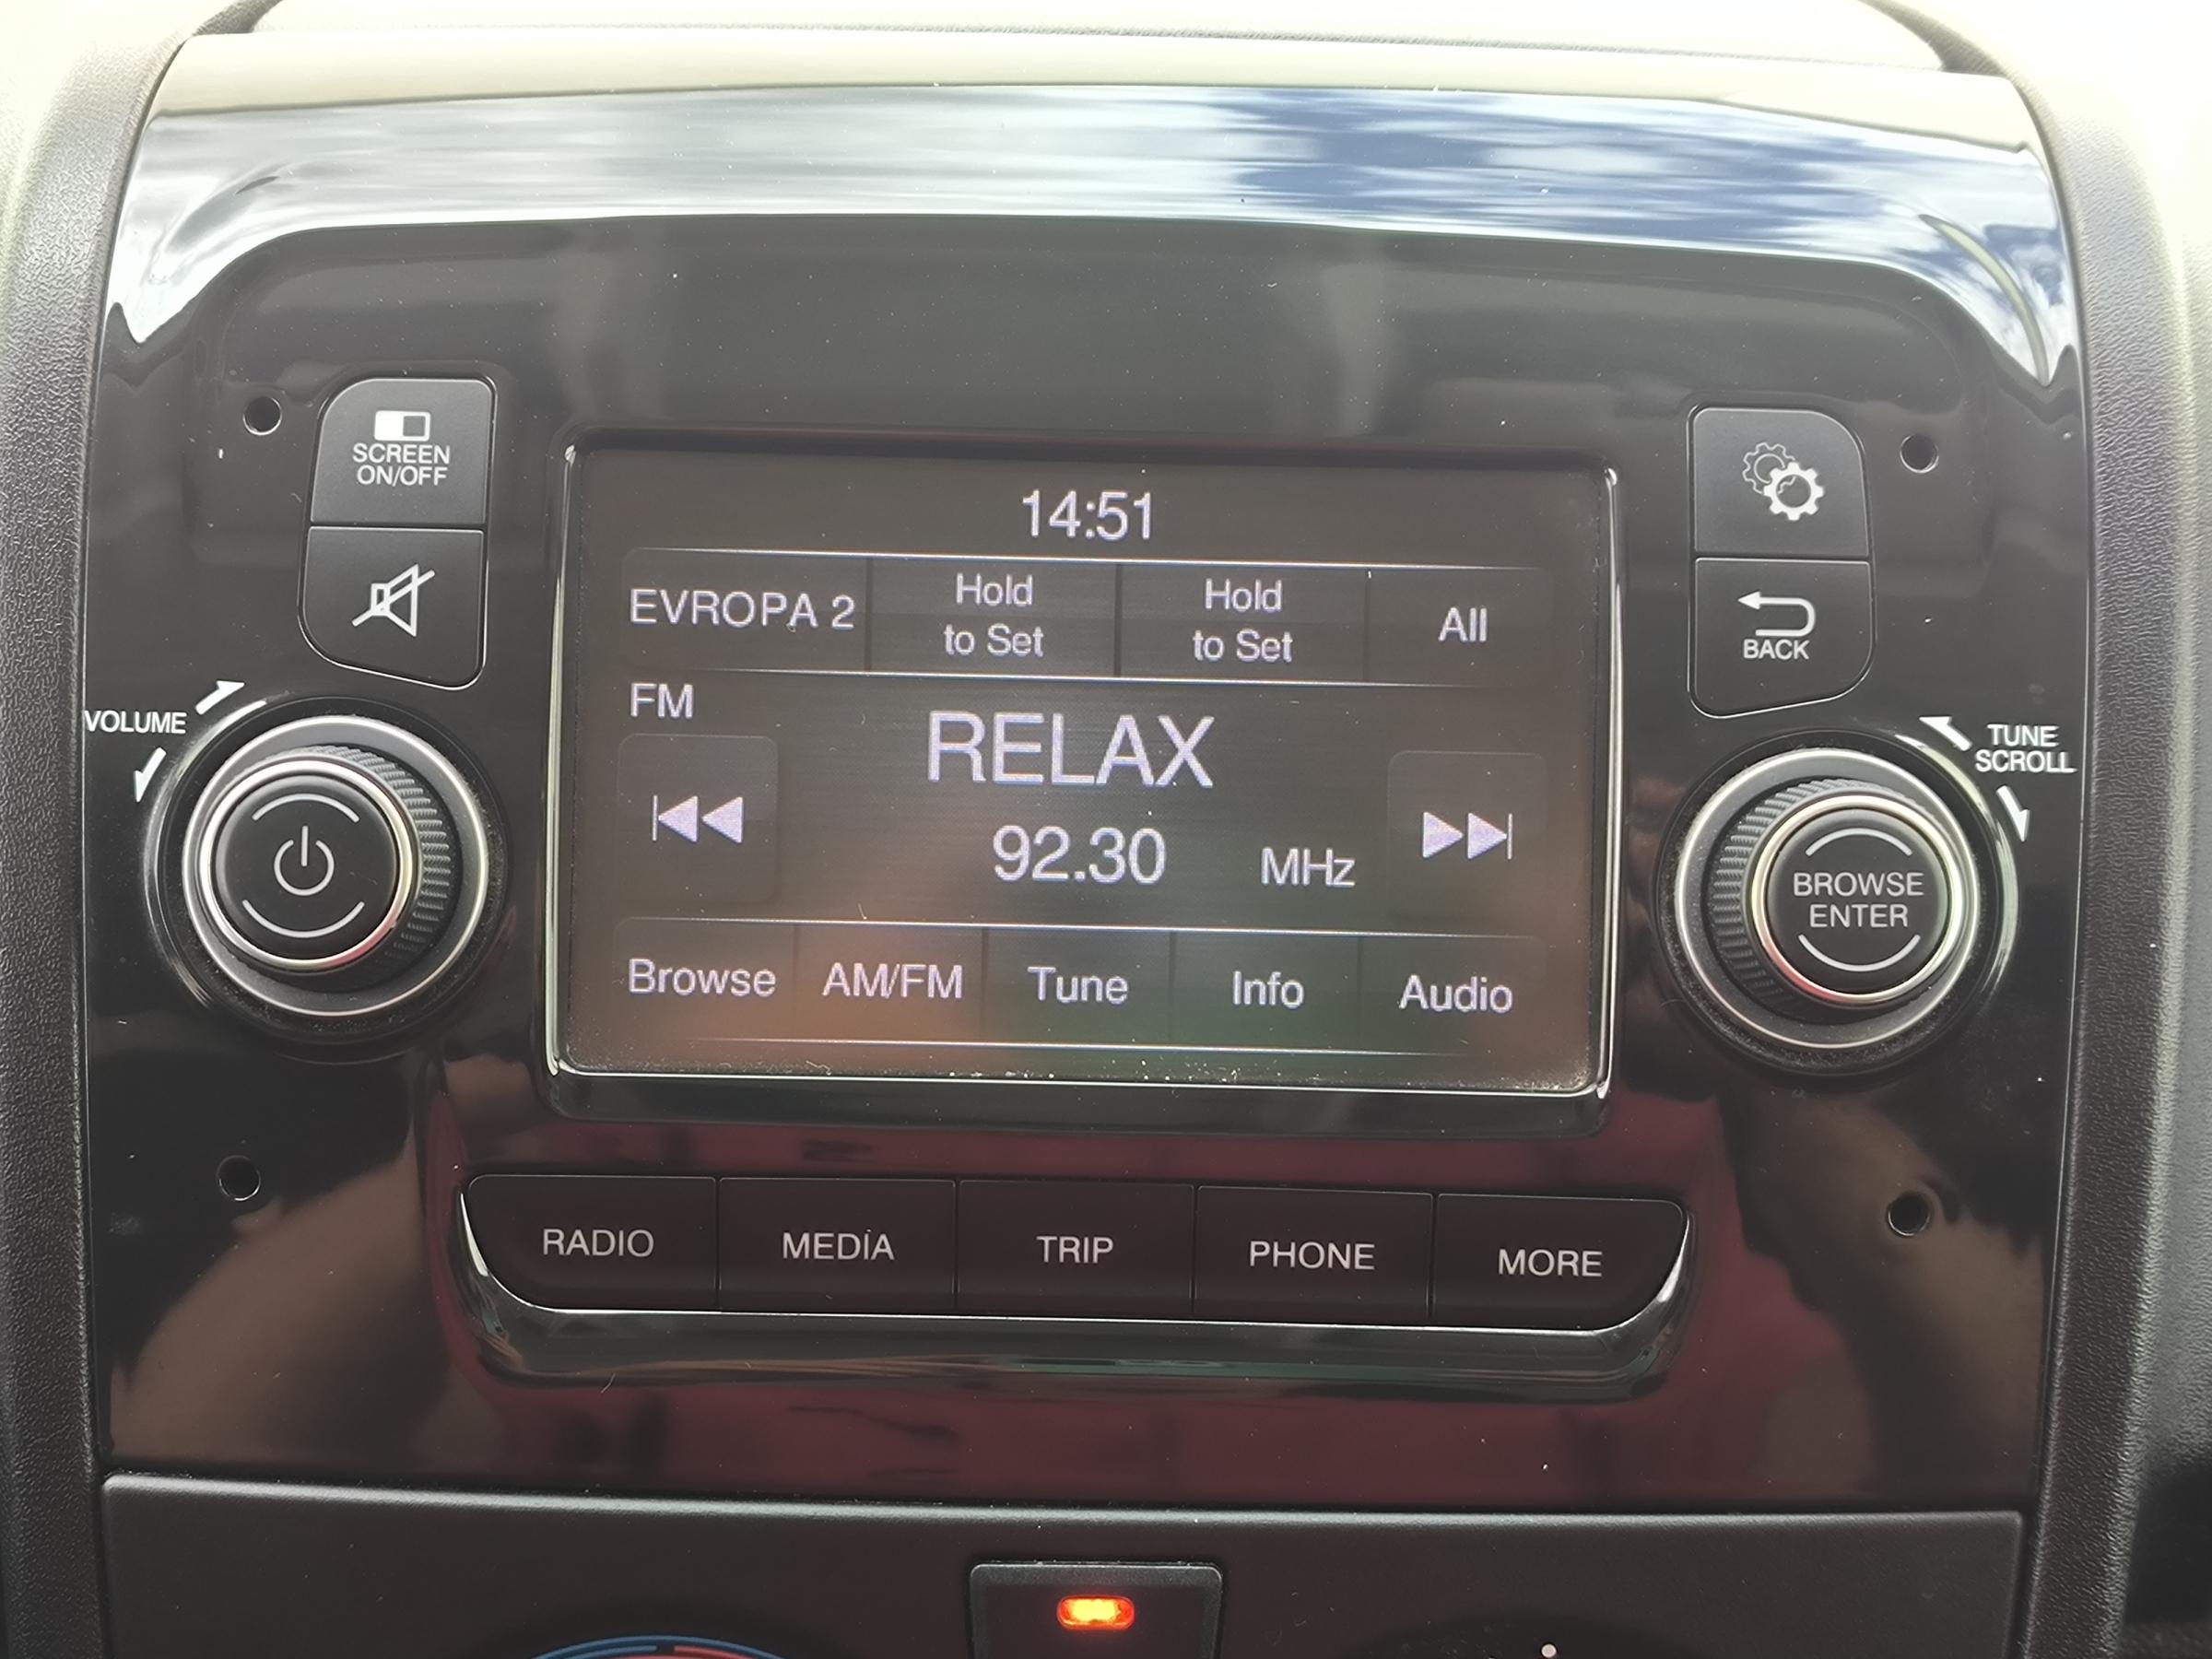 SCREEN
ON/OFF
14:51
EVROPA 2
Hold
to Set
Hold
to Set
All
BACK
VOLUME
FM
RELAX
TUNE
SCROLL
92.30 MHz
BROWSE
ENTER
Browse
AM/FM
Tune
Info
Audio
RADIO
MEDIA
TRIP
PHONE
MORE